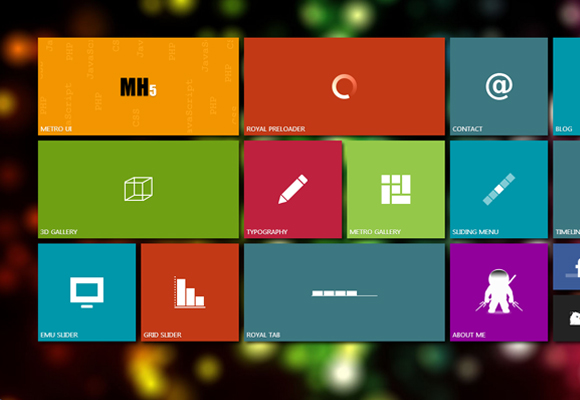 MH5
METRO UI
ROYAL PRELOADER
@
CONTACT
BLOG
3D GALLERY
TYPOGRAPHY
METRO GALLERY
SLIDING MENU
TIMELIN
EMU SLIDER
GRID SLIDER
ROYAL TAB
ABOUT ME
f